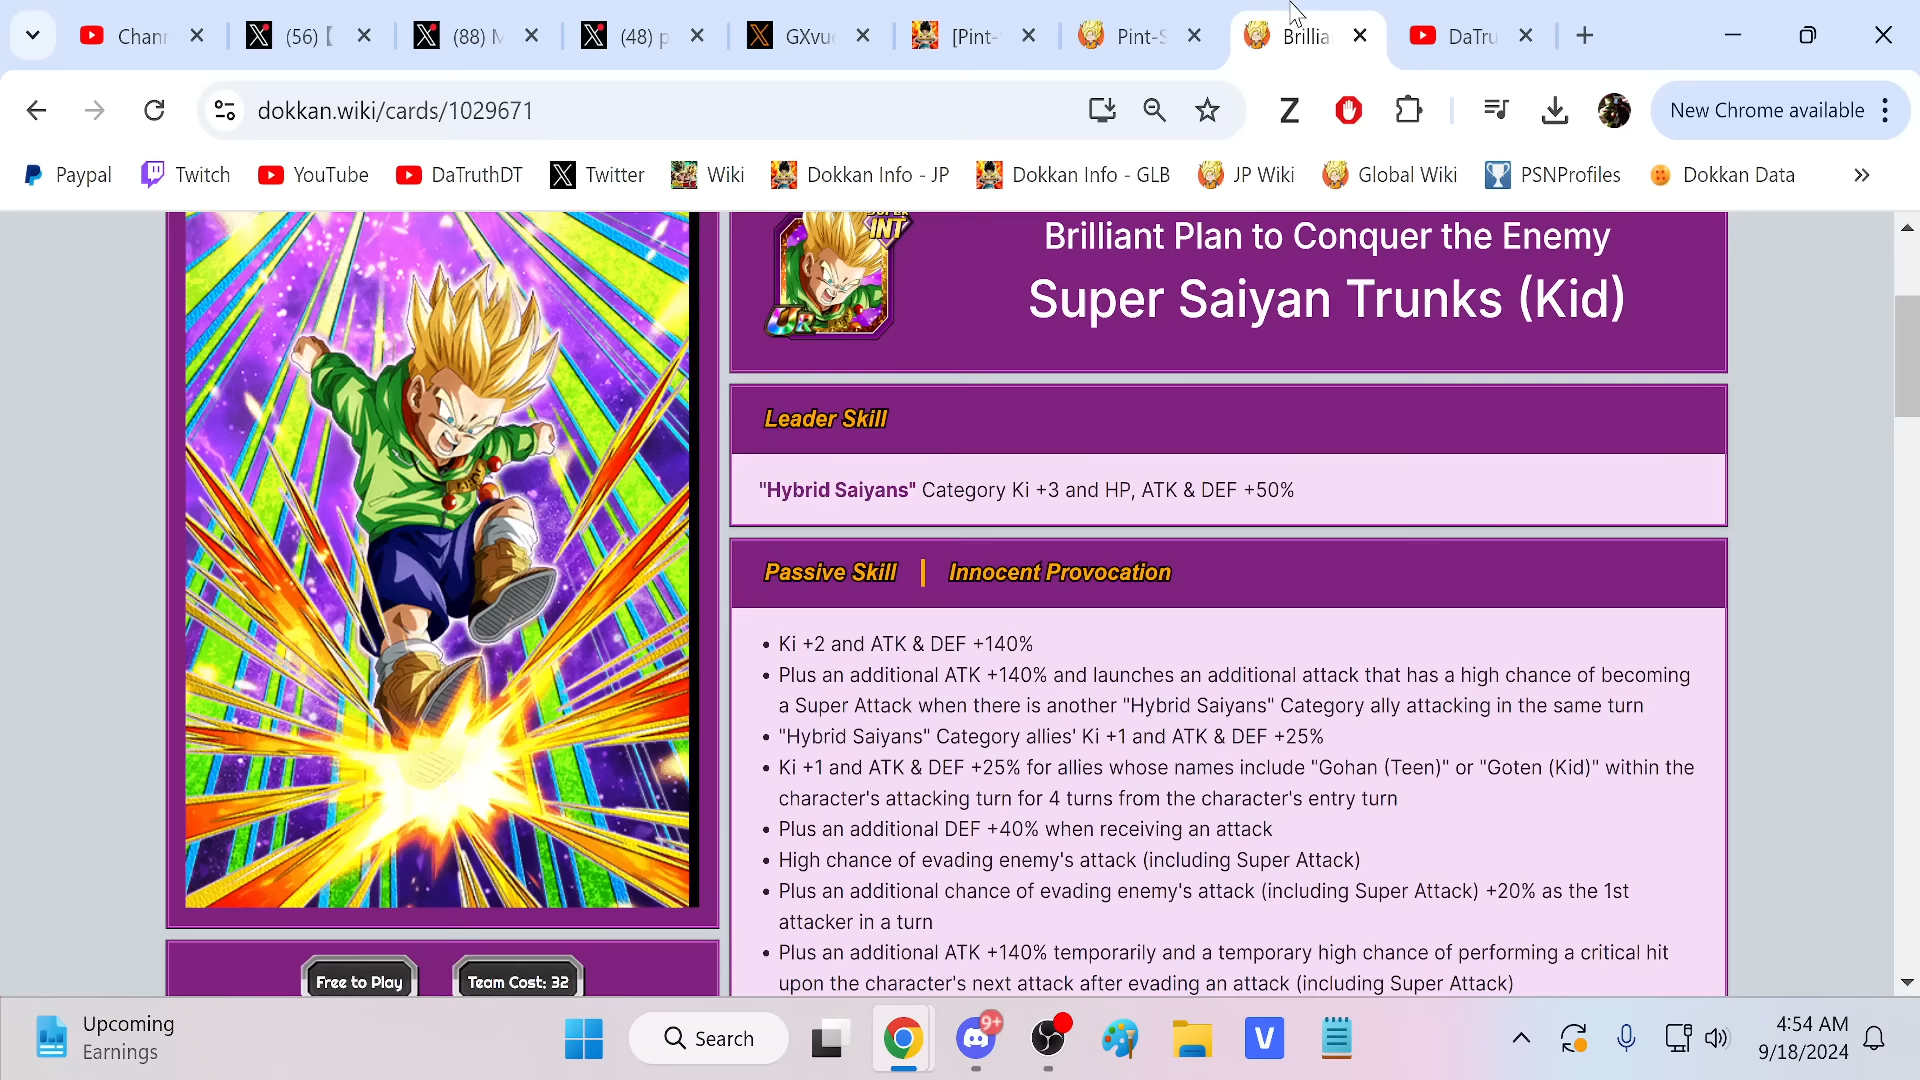 Chann
(56) [
(88) M
(48) p
GXvuc
[Pint-
Pint-S
Brillia
DaTru
dokkan.wiki/cards/1029671
New Chrome available
Paypal
Twitch
YouTube
DaTruthDT
Twitter
Wiki
Dokkan Info - JP
Dokkan Info - GLB
JP Wiki
Global Wiki
PSNProfiles
Dokkan Data
SUPER
INT
UR
Brilliant Plan to Conquer the Enemy
Super Saiyan Trunks (Kid)
Leader Skill
"Hybrid Saiyans" Category Ki +3 and HP, ATK & DEF +50%
Passive Skill | Innocent Provocation
• Ki +2 and ATK & DEF +140%
• Plus an additional ATK +140% and launches an additional attack that has a high chance of becoming
a Super Attack when there is another "Hybrid Saiyans" Category ally attacking in the same turn
• "Hybrid Saiyans" Category allies' Ki +1 and ATK & DEF +25%
• Ki +1 and ATK & DEF +25% for allies whose names include "Gohan (Teen)" or "Goten (Kid)" within the
character's attacking turn for 4 turns from the character's entry turn
• Plus an additional DEF +40% when receiving an attack
• High chance of evading enemy's attack (including Super Attack)
• Plus an additional chance of evading enemy's attack (including Super Attack) +20% as the 1st
attacker in a turn
• Plus an additional ATK +140% temporarily and a temporary high chance of performing a critical hit
upon the character's next attack after evading an attack (including Super Attack)
Free to Play
Team Cost: 32
Upcoming
Earnings
Search
9+
V
4:54 AM
9/18/2024